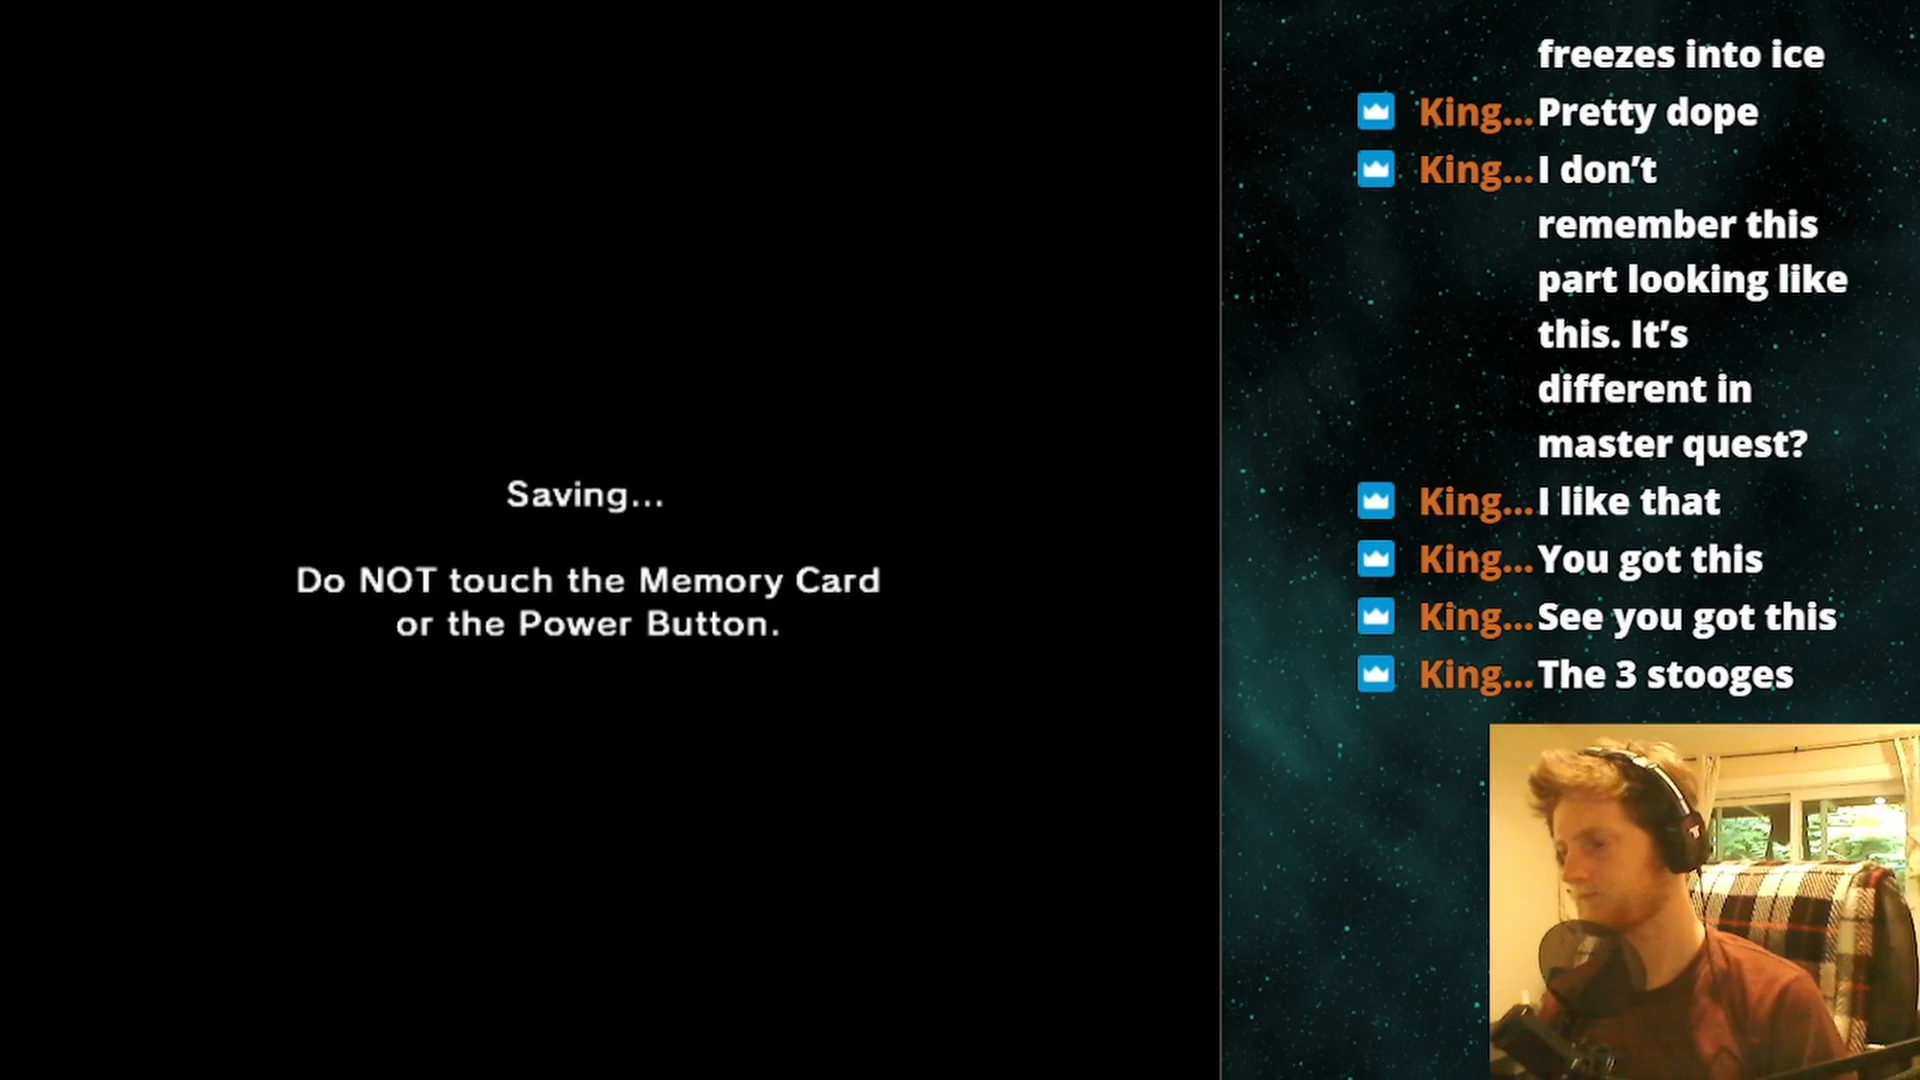 Saving...
Do NOT touch the Memory Card
or the Power Button.
freezes into ice
King... Pretty dope
King... I don’t
remember this
part looking like
this. It’s
different in
master quest?
King... I like that
King... You got this
King... See you got this
King... The 3 stooges